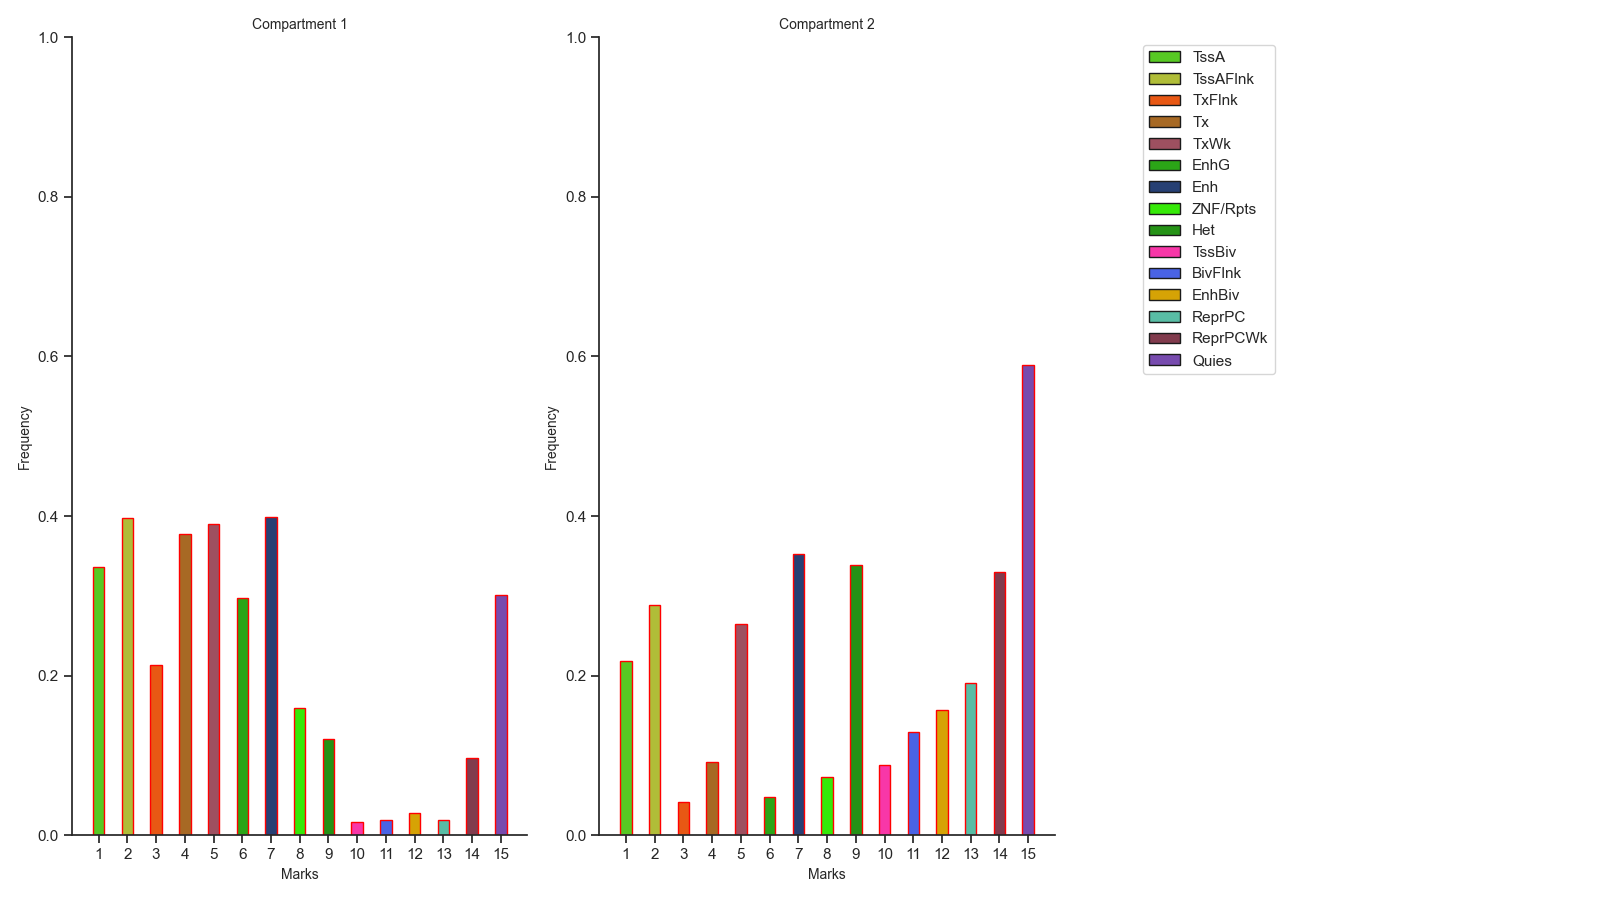 Compartment 1
1.0
0.8
0.6
0.4
0.2
0.0
Frequency
1 2 3 4 5 6 7 8 9 10 11 12 13 14 15
Marks
Compartment 2
1.0
0.8
0.6
0.4
0.2
0.0
Frequency
1 2 3 4 5 6 7 8 9 10 11 12 13 14 15
Marks
TssA
TssAFlnk
TxFlnk
Tx
TxWk
EnhG
Enh
ZNF/Rpts
Het
TssBiv
BivFlnk
EnhBiv
ReprPC
ReprPCWk
Quies